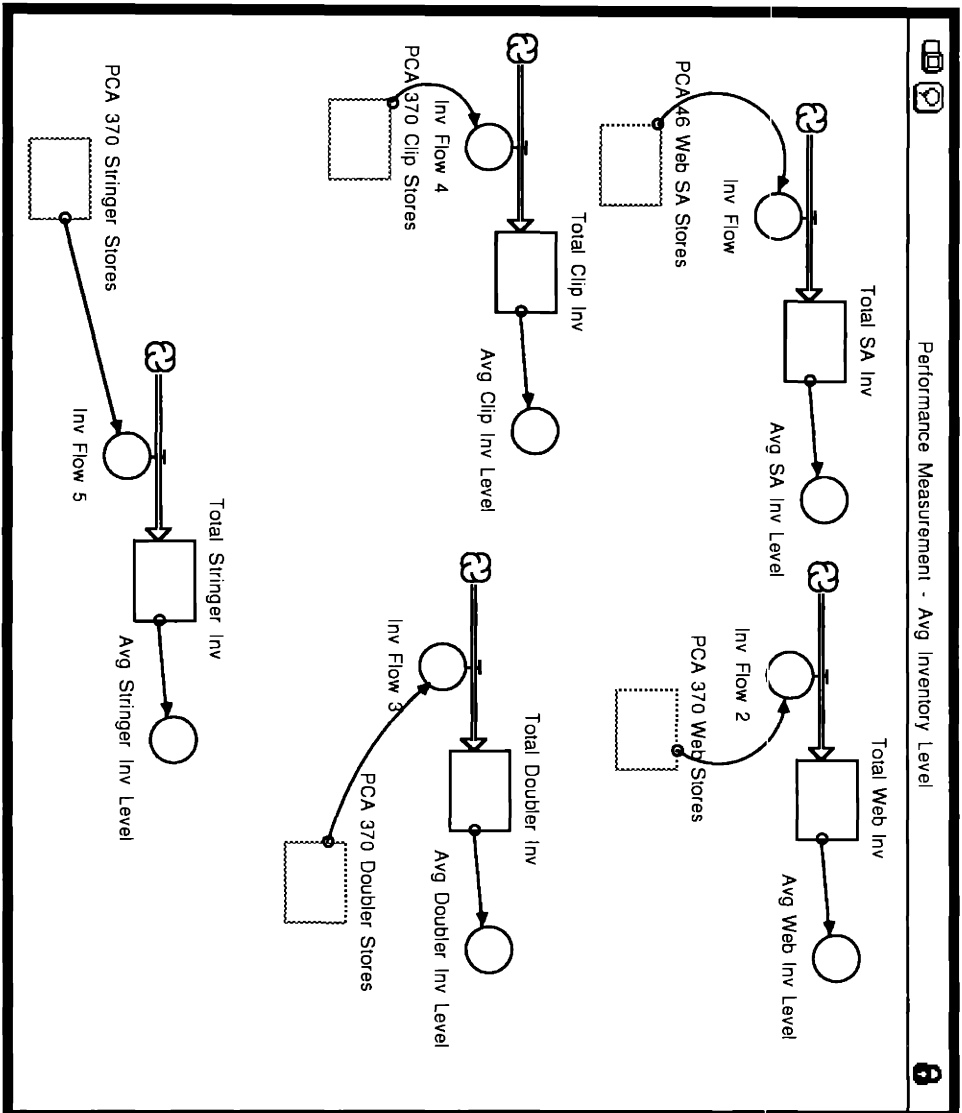 Performance Measurement - Avg Inventory Level
Total SA Inv
Inv Flow
PCA 46 Web SA Stores
Avg SA Inv Level
Total Web Inv
Inv Flow 2
PCA 370 Web Stores
Avg Web Inv Level
Total Clip Inv
Inv Flow 4
PCA 370 Clip Stores
Avg Clip Inv Level
Total Doubler Inv
Inv Flow 3
PCA 370 Doubler Stores
Avg Doubler Inv Level
Total Stringer Inv
PCA 370 Stringer Stores
Inv Flow 5
Avg Stringer Inv Level